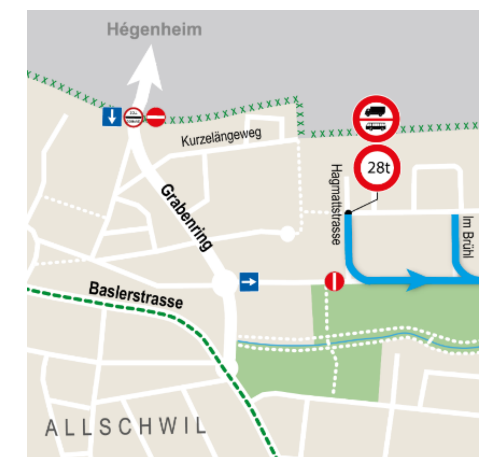 Hégenheim
Kurzelängeweg
28t
Hagmattstrasse
Im Brühl
Grabenring
Baslerstrasse
ALLSCHWIL